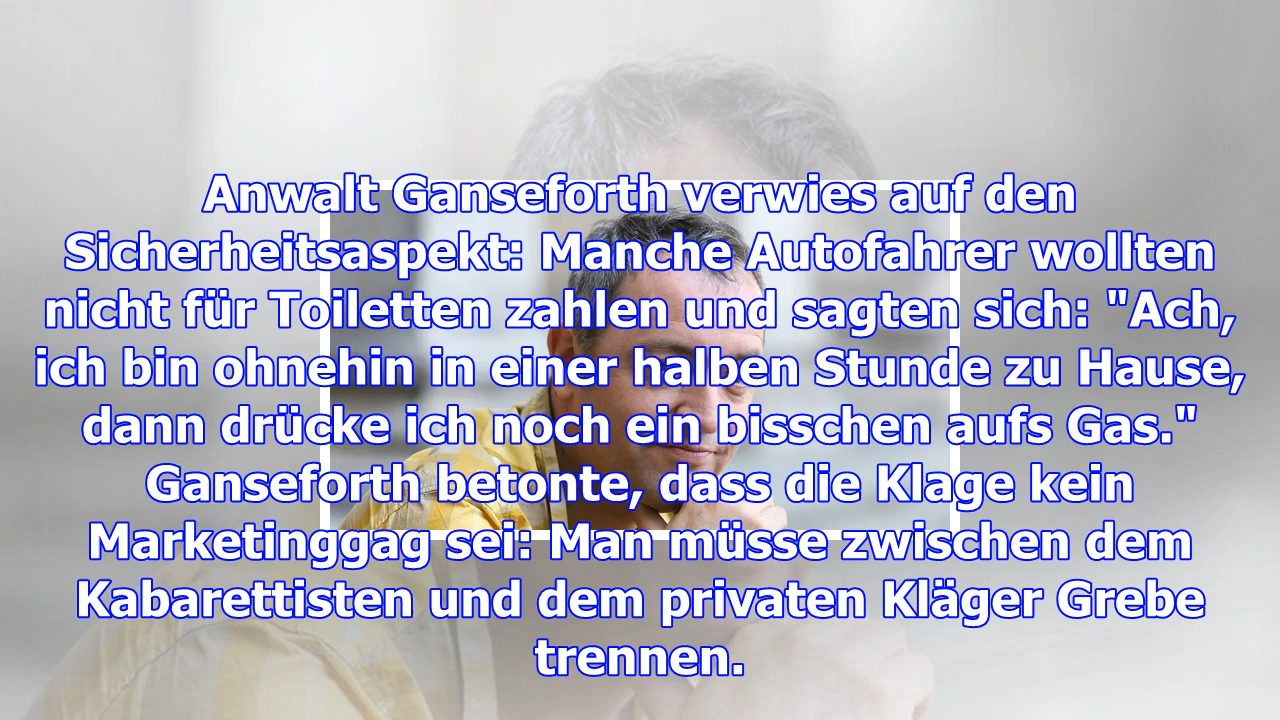 Anwalt Ganseforth verwies auf den
Sicherheitsaspekt: Manche Autofahrer wollten
nicht für Toiletten zahlen und sagten sich: "Ach,
ich bin ohnehin in einer halben Stunde zu Hause,
dann drücke ich noch ein bisschen aufs Gas."
Ganseforth betonte, dass die Klage kein
Marketinggag sei: Man müsse zwischen dem
Kabarettisten und dem privaten Kläger Grebe
trennen.